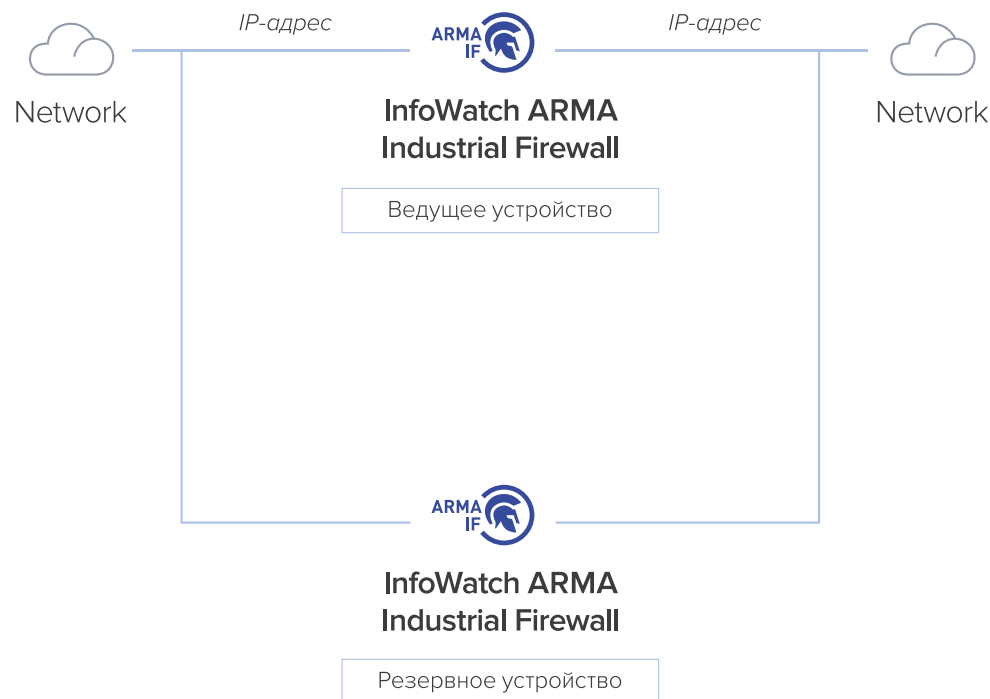 IP-адрес
IP-адрес
ARMA
IF
Network
Network
InfoWatch ARMA
Industrial Firewall
Ведущее устройство
ARMA
IF
InfoWatch ARMA
Industrial Firewall
Резервное устройство